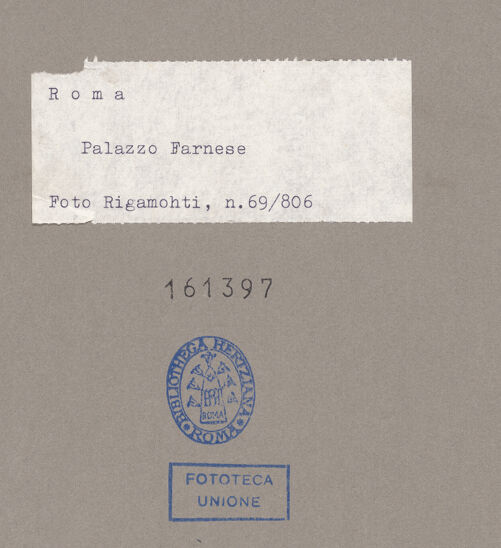 R o m a
Palazzo Farnese
Foto Rigamohti, n.69/806
161397
BIBLIOTHECA HERTZIANA
ROMA
ROMA
FOTOTECA
UNIONE